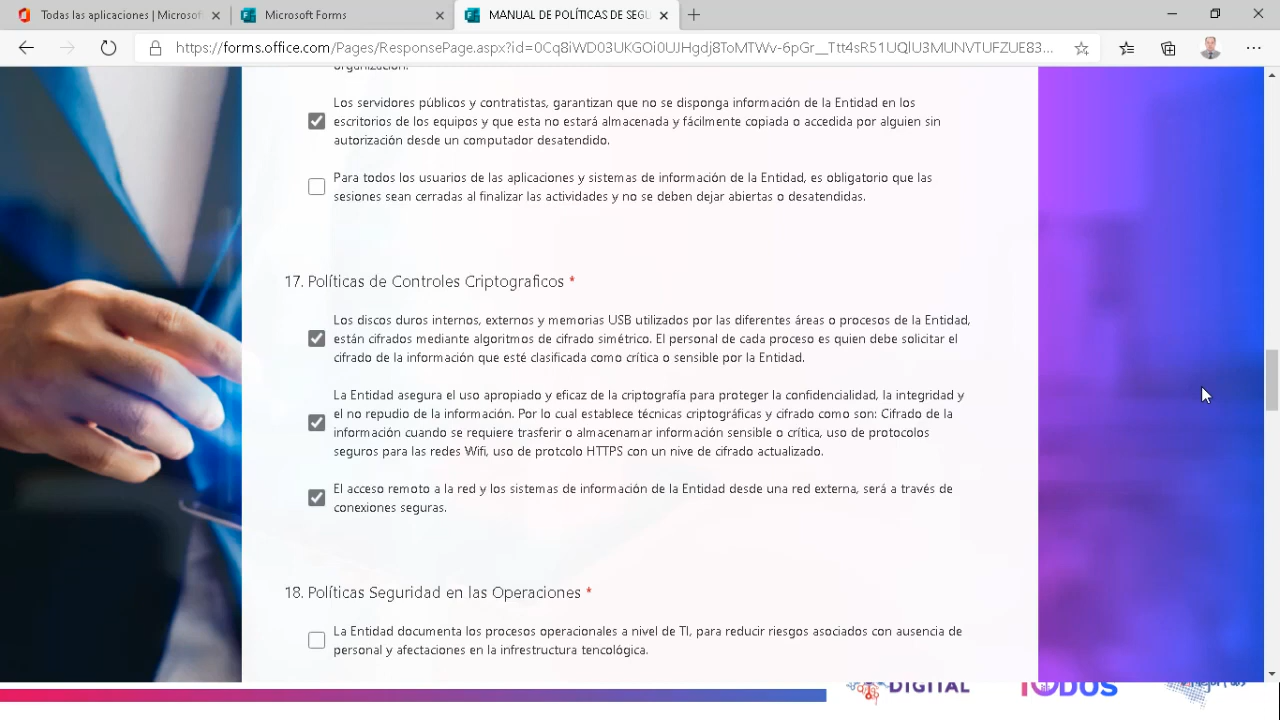 Todas las aplicaciones | Microsof
Microsoft Forms
MANUAL DE POLÍTICAS DE SEGU
https://forms.office.com/Pages/ResponsePage.aspx?id=0Cq8iWD03UKGOi0UJHgdj8ToMTWv-6pGr__Ttt4sR51UQlU3MUNVTUFZUE83...
organización.
Los servidores públicos y contratistas, garantizan que no se disponga información de la Entidad en los
escritorios de los equipos y que esta no estará almacenada y fácilmente copiada o accedida por alguien sin
autorización desde un computador desatendido.
Para todos los usuarios de las aplicaciones y sistemas de información de la Entidad, es obligatorio que las
sesiones sean cerradas al finalizar las actividades y no se deben dejar abiertas o desatendidas.
17. Políticas de Controles Criptograficos *
Los discos duros internos, externos y memorias USB utilizados por las diferentes áreas o procesos de la Entidad,
están cifrados mediante algoritmos de cifrado simétrico. El personal de cada proceso es quien debe solicitar el
cifrado de la información que esté clasificada como crítica o sensible por la Entidad.
La Entidad asegura el uso apropiado y eficaz de la criptografía para proteger la confidencialidad, la integridad y
el no repudio de la información. Por lo cual establece técnicas criptográficas y cifrado como son: Cifrado de la
información cuando se requiere trasferir o almacenamar información sensible o crítica, uso de protocolos
seguros para las redes Wifi, uso de protcolo HTTPS con un nive de cifrado actualizado.
El acceso remoto a la red y los sistemas de información de la Entidad desde una red externa, será a través de
conexiones seguras.
18. Políticas Seguridad en las Operaciones *
La Entidad documenta los procesos operacionales a nivel de TI, para reducir riesgos asociados con ausencia de
personal y afectaciones en la infrestructura tencológica.
DIGITAL
TODOS